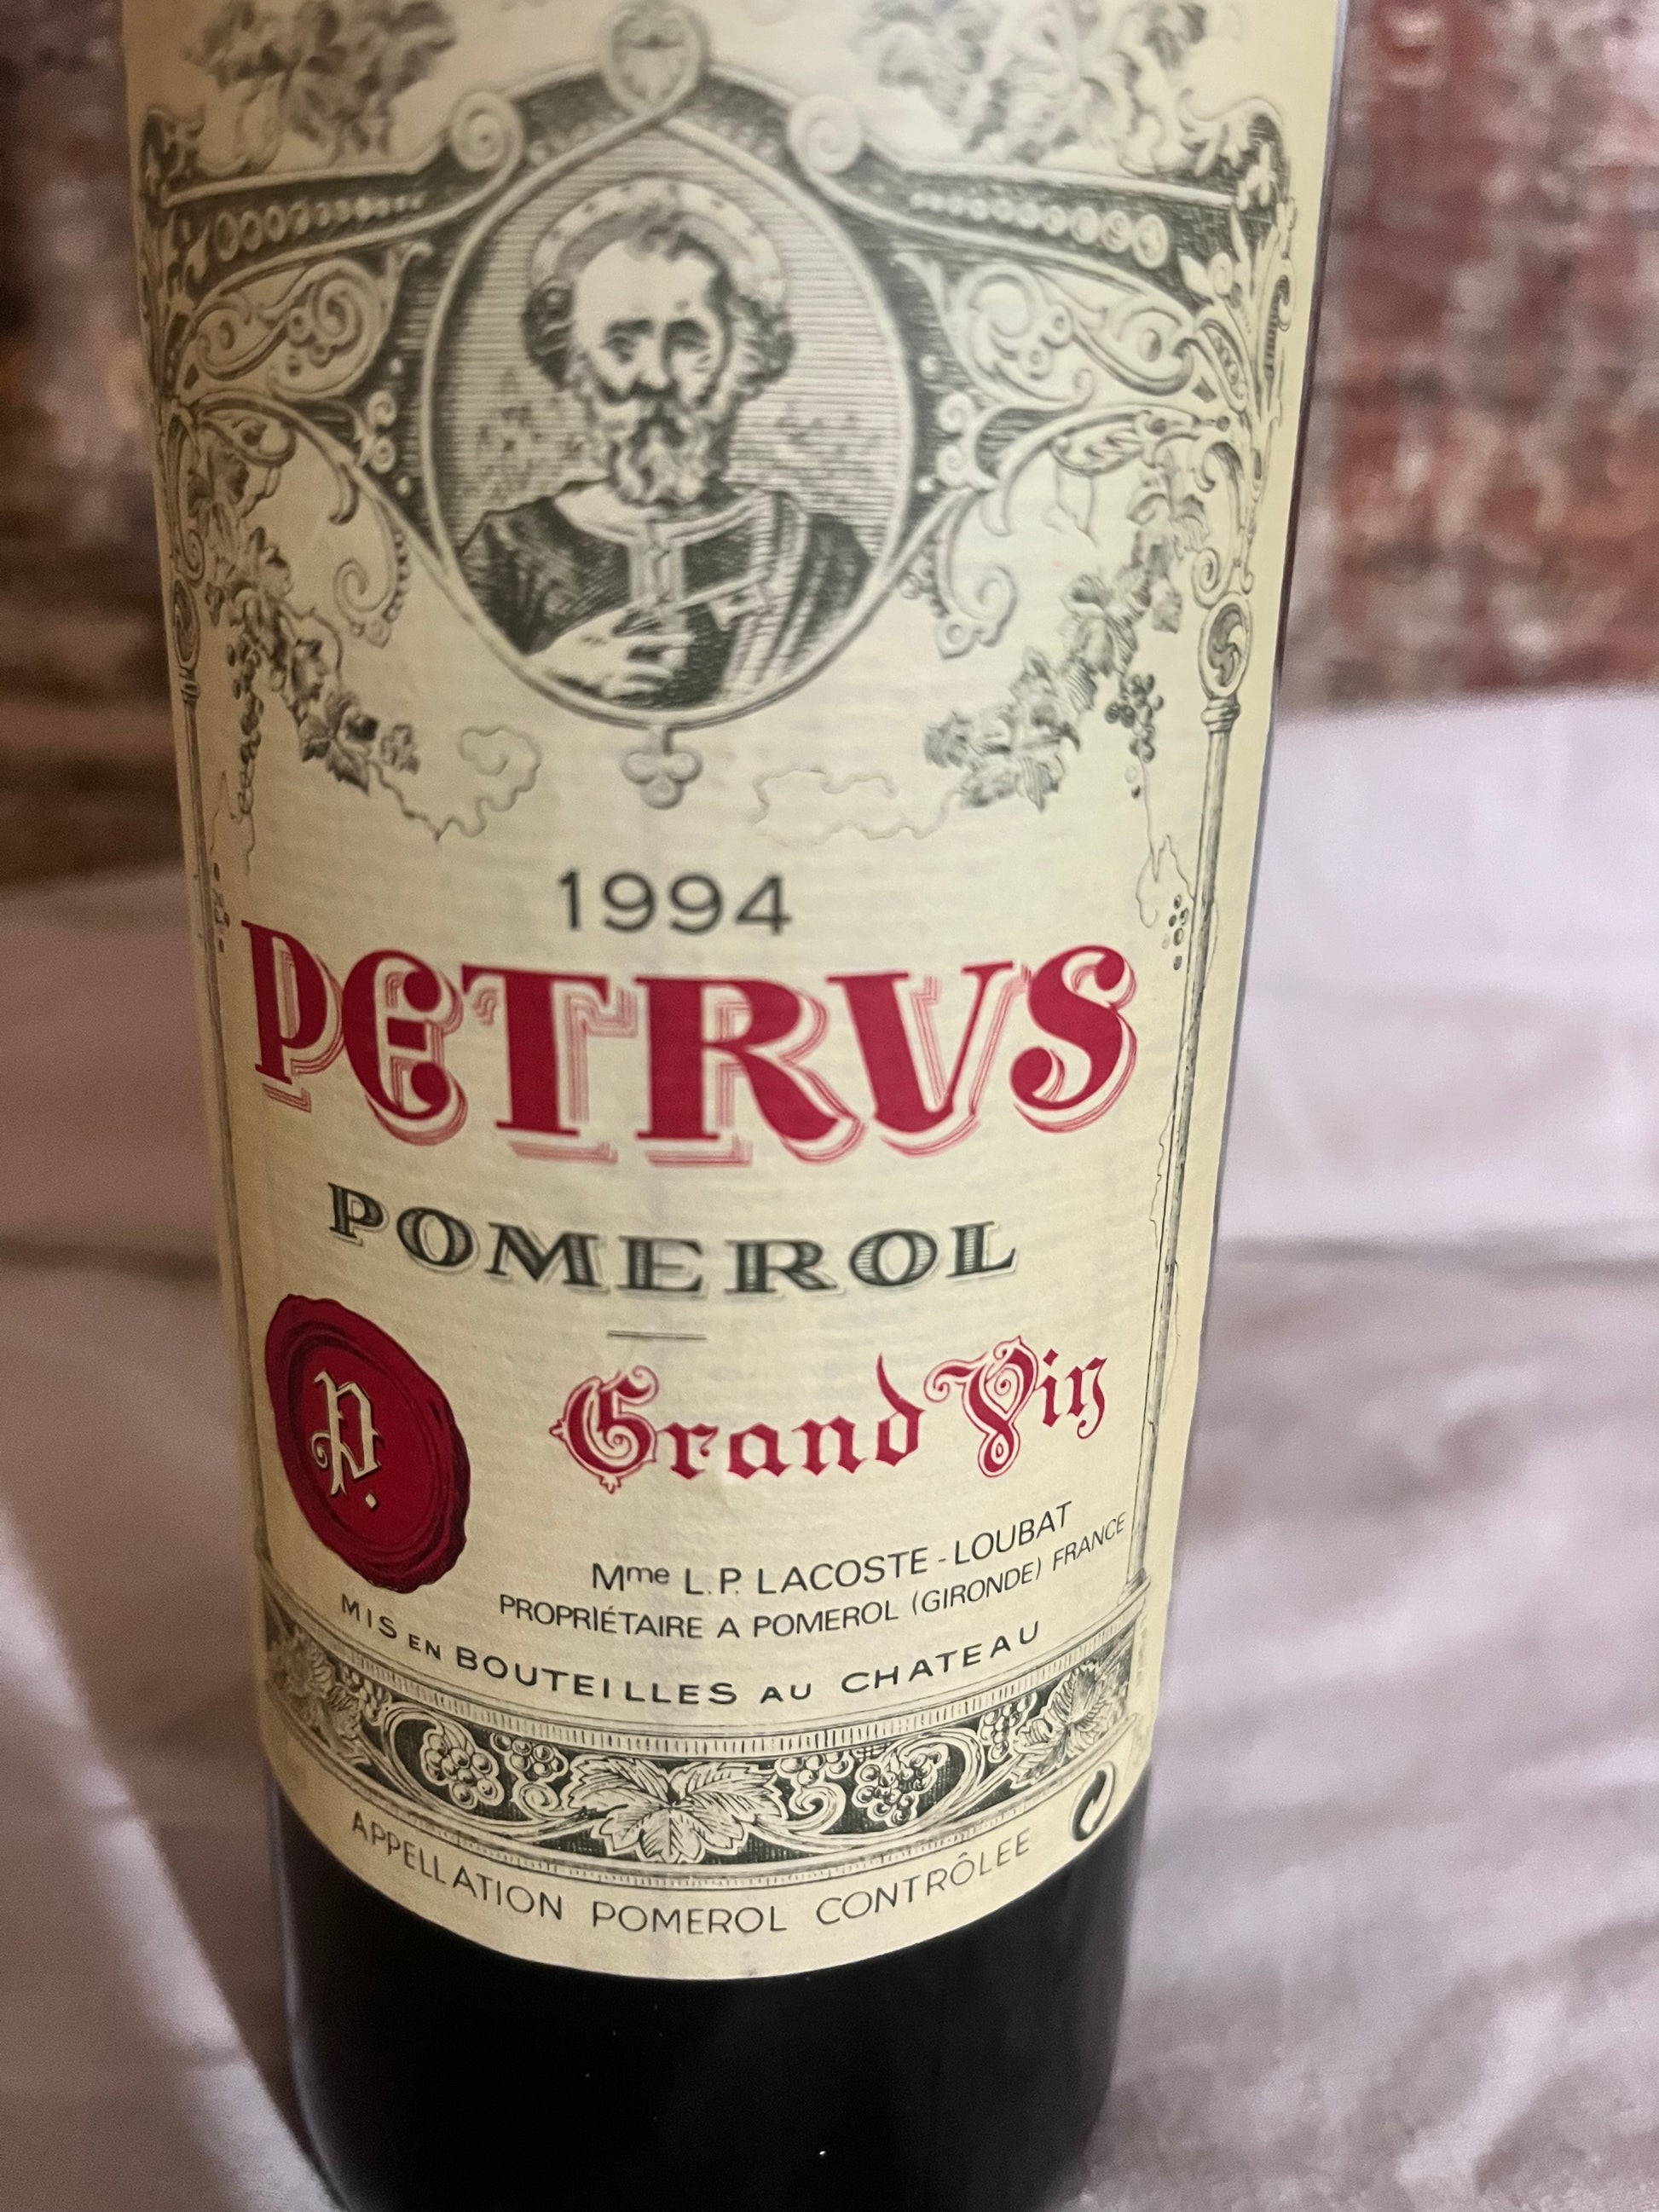 1994
PETRVS
POMEROL
P.
Grand Vin
Mme L.P. LACOSTE-LOUBAT
PROPRIÉTAIRE A POMEROL (GIRONDE) FRANCE
MIS EN BOUTEILLES AU CHATEAU
APPELLATION POMEROL CONTRÔLÉE